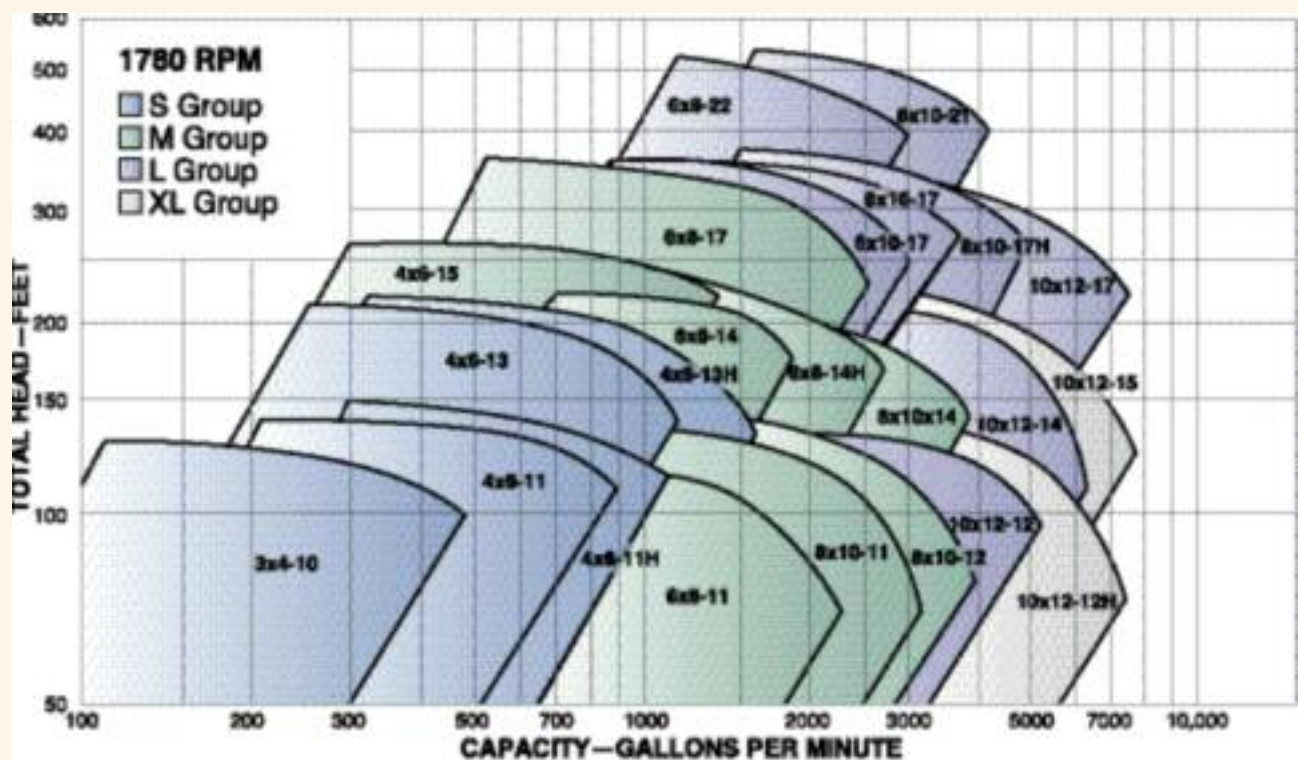 600
1780 RPM
S Group
M Group
L Group
XL Group
500
400
300
200
150
100
50
TOTAL HEAD—FEET
6x8-22
8x10-21
8x10-17
6x8-17
6x10-17
8x10-17H
4x6-15
10x12-17
6x8-14
4x6-13
4x6-13H
6x8-14H
10x12-15
8x10x14
10x12-14
4x6-11
10x12-12
3x4-10
4x6-11H
8x10-11
8x10-12
6x8-11
10x12-12H
100
200
300
500
700
1000
2000
3000
5000
7000
10,000
CAPACITY—GALLONS PER MINUTE